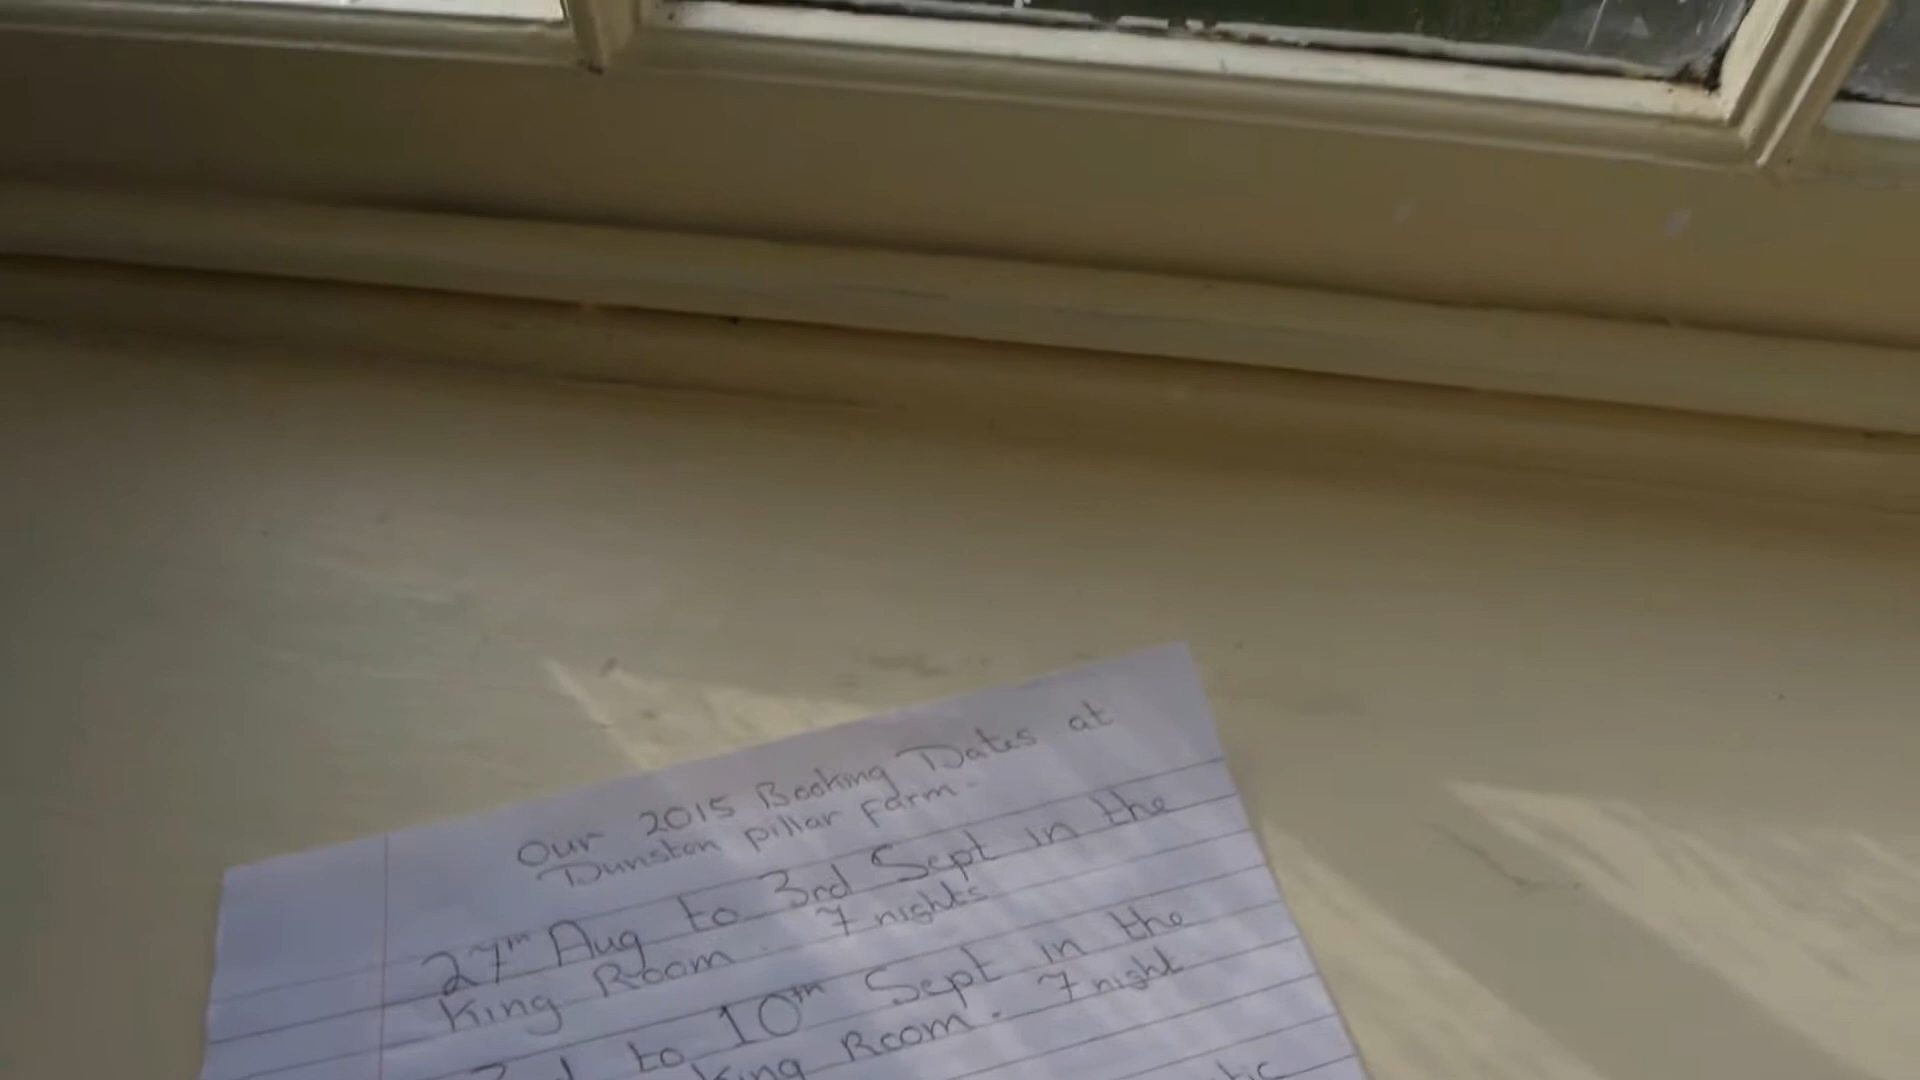 Our 2015 Booking Dates at
Dunston pillar farm.
27th Aug to 3rd Sept in the
King Room. 7 nights
to 10th Sept in the
King Room. 7 night